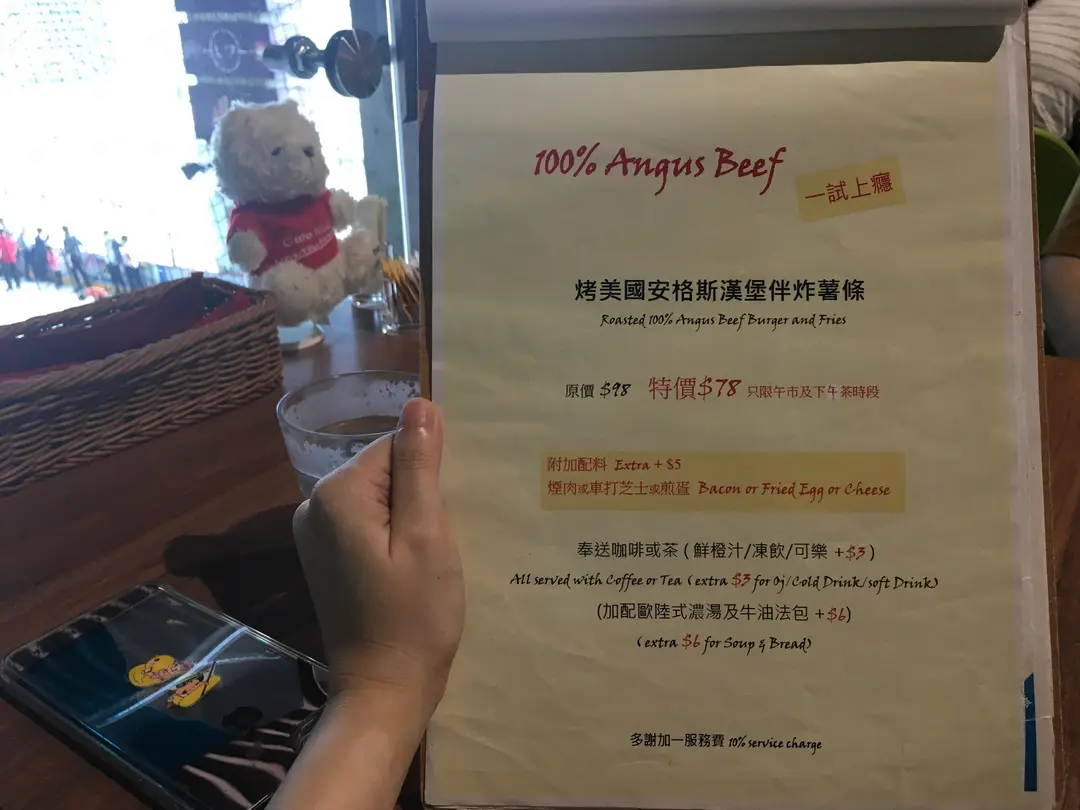 100% Angus Beef
一試上癮
烤美國安格斯漢堡伴炸薯條
Roasted 100% Angus Beef Burger and Fries
原價 $98 特價$78 只限午市及下午茶時段
附加配料 Extra + $5
煙肉或車打芝士或煎蛋 Bacon or Fried Egg or Cheese
奉送咖啡或茶 ( 鮮橙汁/凍飲/可樂 +$3 )
All served with Coffee or Tea ( extra $3 for Oj/Cold Drink/soft Drink)
(加配歐陸式濃湯及牛油法包 +$6)
( extra $6 for Soup & Bread)
多謝加一服務費 10% service charge